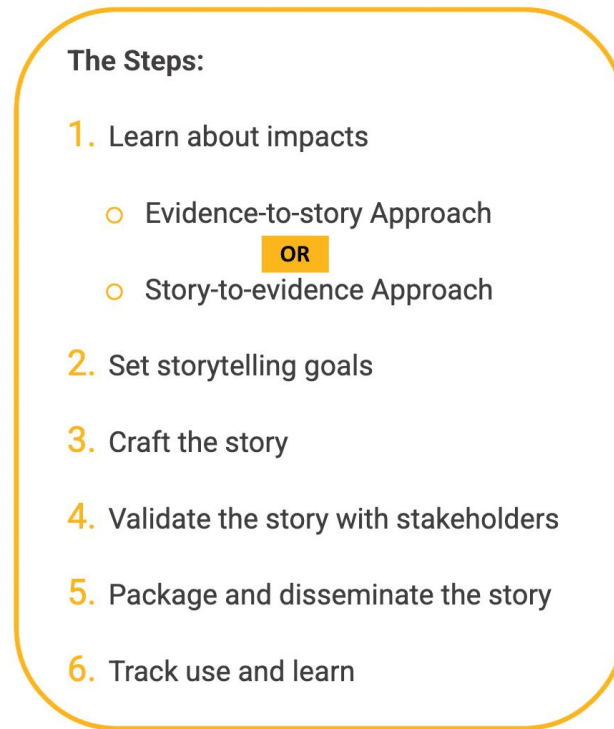 The Steps:
1. Learn about impacts
Evidence-to-story Approach
OR
Story-to-evidence Approach
2. Set storytelling goals
3. Craft the story
4. Validate the story with stakeholders
5. Package and disseminate the story
6. Track use and learn